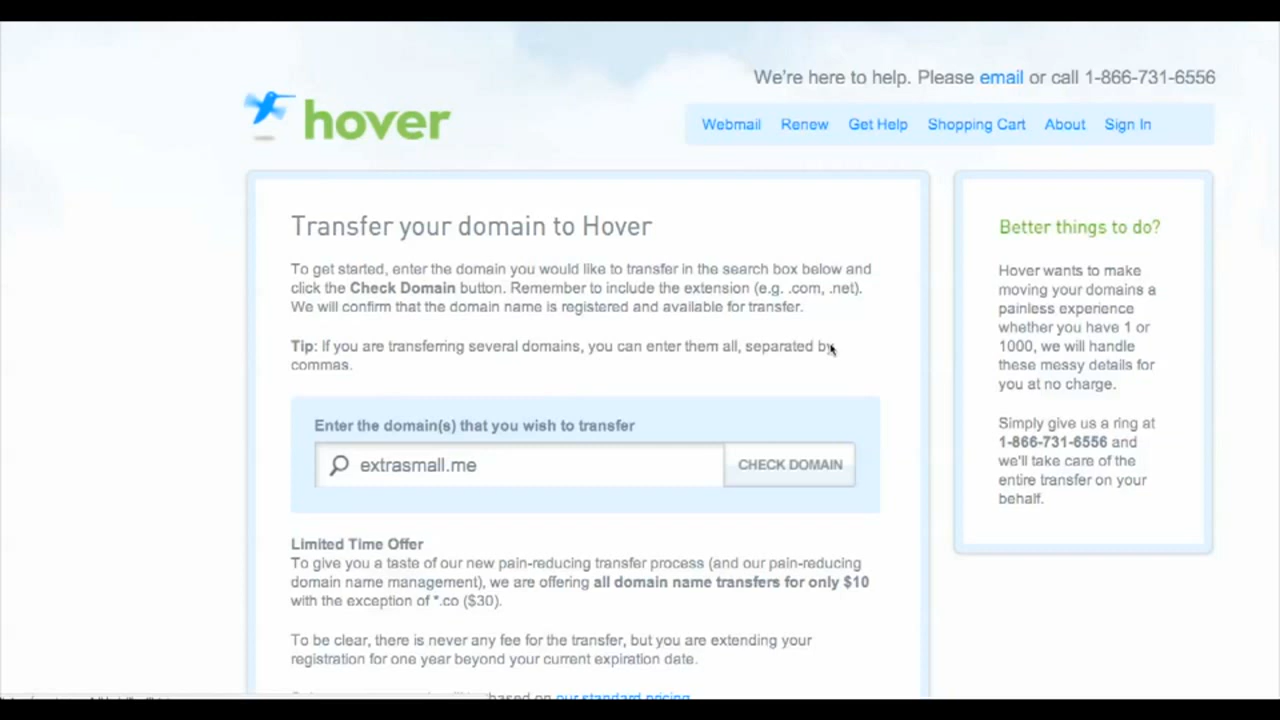 We're here to help. Please email or call 1-866-731-6556
hover
Webmail Renew Get Help Shopping Cart About Sign In
Transfer your domain to Hover
To get started, enter the domain you would like to transfer in the search box below and
click the Check Domain button. Remember to include the extension (e.g. .com, .net).
We will confirm that the domain name is registered and available for transfer.
Tip: If you are transferring several domains, you can enter them all, separated by
commas.
Enter the domain(s) that you wish to transfer
extrasmall.me
CHECK DOMAIN
Limited Time Offer
To give you a taste of our new pain-reducing transfer process (and our pain-reducing
domain name management), we are offering all domain name transfers for only $10
with the exception of *.co ($30).
To be clear, there is never any fee for the transfer, but you are extending your
registration for one year beyond your current expiration date.
based on our standard pricing
Better things to do?
Hover wants to make
moving your domains a
painless experience
whether you have 1 or
1000, we will handle
these messy details for
you at no charge.
Simply give us a ring at
1-866-731-6556 and
we'll take care of the
entire transfer on your
behalf.